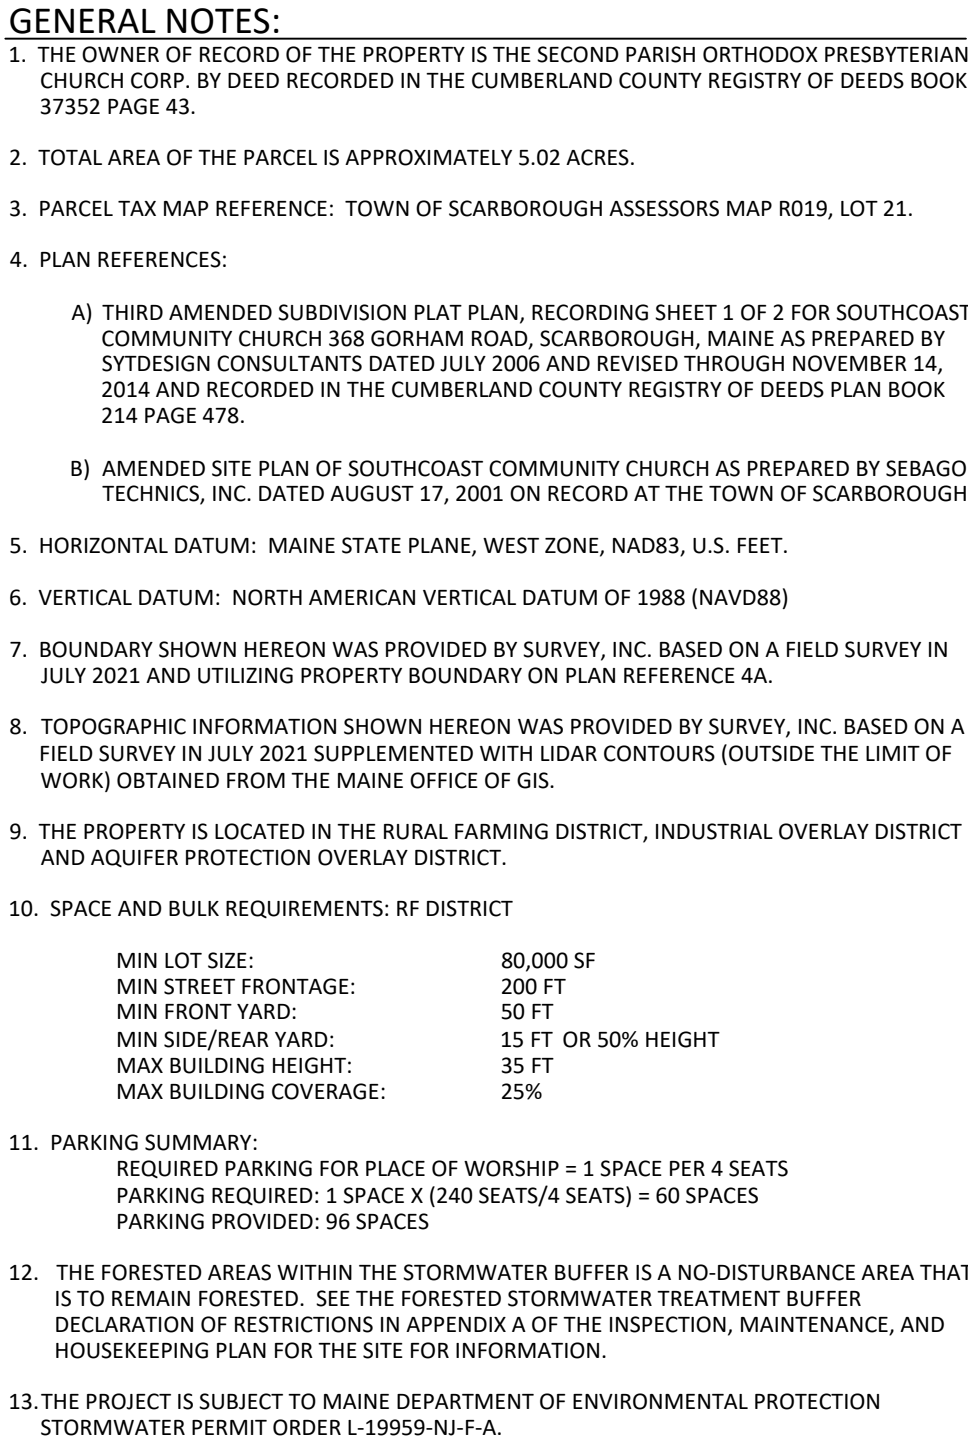 GENERAL NOTES:
1. THE OWNER OF RECORD OF THE PROPERTY IS THE SECOND PARISH ORTHODOX PRESBYTERIAN
CHURCH CORP. BY DEED RECORDED IN THE CUMBERLAND COUNTY REGISTRY OF DEEDS BOOK
37352 PAGE 43.
2. TOTAL AREA OF THE PARCEL IS APPROXIMATELY 5.02 ACRES.
3. PARCEL TAX MAP REFERENCE: TOWN OF SCARBOROUGH ASSESSORS MAP R019, LOT 21.
4. PLAN REFERENCES:
A) THIRD AMENDED SUBDIVISION PLAT PLAN, RECORDING SHEET 1 OF 2 FOR SOUTHCOAST
COMMUNITY CHURCH 368 GORHAM ROAD, SCARBOROUGH, MAINE AS PREPARED BY
SYTDESIGN CONSULTANTS DATED JULY 2006 AND REVISED THROUGH NOVEMBER 14,
2014 AND RECORDED IN THE CUMBERLAND COUNTY REGISTRY OF DEEDS PLAN BOOK
214 PAGE 478.
B) AMENDED SITE PLAN OF SOUTHCOAST COMMUNITY CHURCH AS PREPARED BY SEBAGO
TECHNICS, INC. DATED AUGUST 17, 2001 ON RECORD AT THE TOWN OF SCARBOROUGH
5. HORIZONTAL DATUM: MAINE STATE PLANE, WEST ZONE, NAD83, U.S. FEET.
6. VERTICAL DATUM: NORTH AMERICAN VERTICAL DATUM OF 1988 (NAVD88)
7. BOUNDARY SHOWN HEREON WAS PROVIDED BY SURVEY, INC. BASED ON A FIELD SURVEY IN
JULY 2021 AND UTILIZING PROPERTY BOUNDARY ON PLAN REFERENCE 4A.
8. TOPOGRAPHIC INFORMATION SHOWN HEREON WAS PROVIDED BY SURVEY, INC. BASED ON A
FIELD SURVEY IN JULY 2021 SUPPLEMENTED WITH LIDAR CONTOURS (OUTSIDE THE LIMIT OF
WORK) OBTAINED FROM THE MAINE OFFICE OF GIS.
9. THE PROPERTY IS LOCATED IN THE RURAL FARMING DISTRICT, INDUSTRIAL OVERLAY DISTRICT
AND AQUIFER PROTECTION OVERLAY DISTRICT.
10. SPACE AND BULK REQUIREMENTS: RF DISTRICT
MIN LOT SIZE: 80,000 SF
MIN STREET FRONTAGE: 200 FT
MIN FRONT YARD: 50 FT
MIN SIDE/REAR YARD: 15 FT OR 50% HEIGHT
MAX BUILDING HEIGHT: 35 FT
MAX BUILDING COVERAGE: 25%
11. PARKING SUMMARY:
REQUIRED PARKING FOR PLACE OF WORSHIP = 1 SPACE PER 4 SEATS
PARKING REQUIRED: 1 SPACE X (240 SEATS/4 SEATS) = 60 SPACES
PARKING PROVIDED: 96 SPACES
12. THE FORESTED AREAS WITHIN THE STORMWATER BUFFER IS A NO-DISTURBANCE AREA THAT
IS TO REMAIN FORESTED. SEE THE FORESTED STORMWATER TREATMENT BUFFER
DECLARATION OF RESTRICTIONS IN APPENDIX A OF THE INSPECTION, MAINTENANCE, AND
HOUSEKEEPING PLAN FOR THE SITE FOR INFORMATION.
13. THE PROJECT IS SUBJECT TO MAINE DEPARTMENT OF ENVIRONMENTAL PROTECTION
STORMWATER PERMIT ORDER L-19959-NJ-F-A.